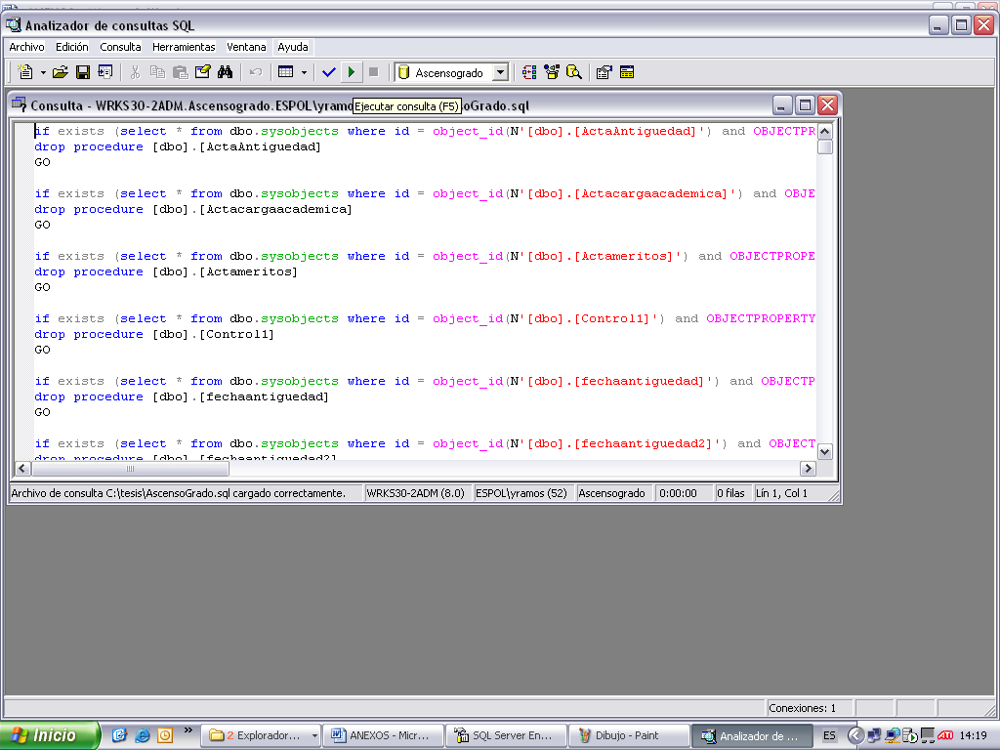 Analizador de consultas SQL
Archivo Edición Consulta Herramientas Ventana Ayuda
Ascensogrado
Consulta - WRKS30-2ADM.Ascensogrado.ESPOL\yramo
oGrado.sql
Ejecutar consulta (F5)
if exists (select * from dbo.sysobjects where id = object_id(N'[dbo].[ActaAntiguedad]') and OBJECTPR
drop procedure [dbo].[ActaAntiguedad]
GO
if exists (select * from dbo.sysobjects where id = object_id(N'[dbo].[Actacargaacademica]') and OBJE
drop procedure [dbo].[Actacargaacademica]
GO
if exists (select * from dbo.sysobjects where id = object_id(N'[dbo].[Actameritos]') and OBJECTPROPE
drop procedure [dbo].[Actameritos]
GO
if exists (select * from dbo.sysobjects where id = object_id(N'[dbo].[Control1]') and OBJECTPROPERTY
drop procedure [dbo].[Control1]
GO
if exists (select * from dbo.sysobjects where id = object_id(N'[dbo].[fechaantiguedad]') and OBJECTP
drop procedure [dbo].[fechaantiguedad]
GO
if exists (select * from dbo.sysobjects where id = object_id(N'[dbo].[fechaantiguedad2]') and OBJECT
drop procedure [dbo].[fechaantiguedad2]
Archivo de consulta C:\tesis\AscensoGrado.sql cargado correctamente. WRKS30-2ADM (8.0) ESPOL\yramos (52) Ascensogrado 0:00:00 0 filas Lín 1, Col 1
Conexiones: 1
Inicio » 2 Explorador... ANEXOS - Micr... SQL Server En... Dibujo - Paint Analizador de ... ES ATI 14:19